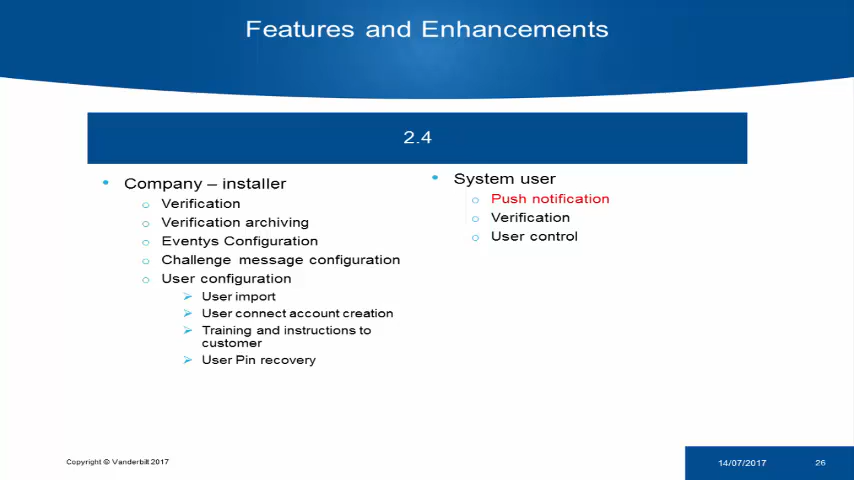 Features and Enhancements
2.4
Company – installer
Verification
Verification archiving
Eventys Configuration
Challenge message configuration
User configuration
User import
User connect account creation
Training and instructions to
customer
User Pin recovery
System user
Push notification
Verification
User control
Copyright © Vanderbilt 2017
14/07/2017
26